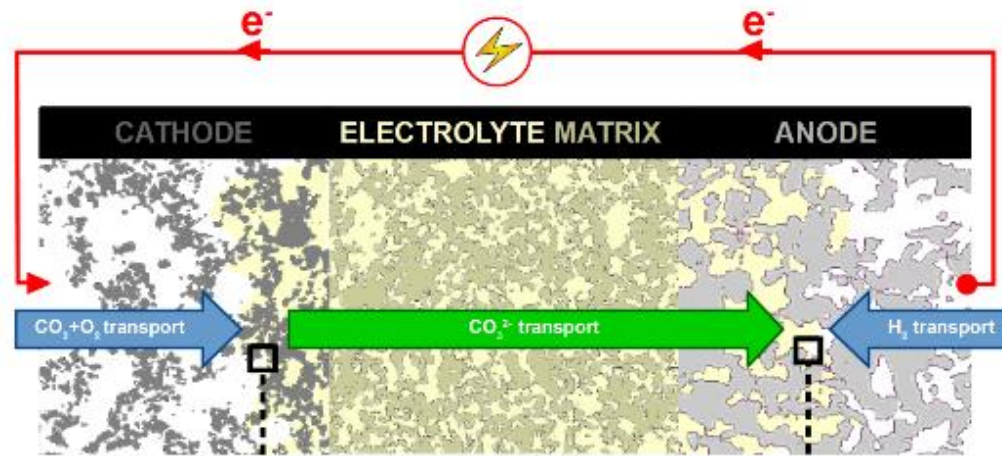 e⁻ e⁻
CATHODE ELECTROLYTE MATRIX ANODE
CO₂+O₂ transport CO₃²⁻ transport H₂ transport